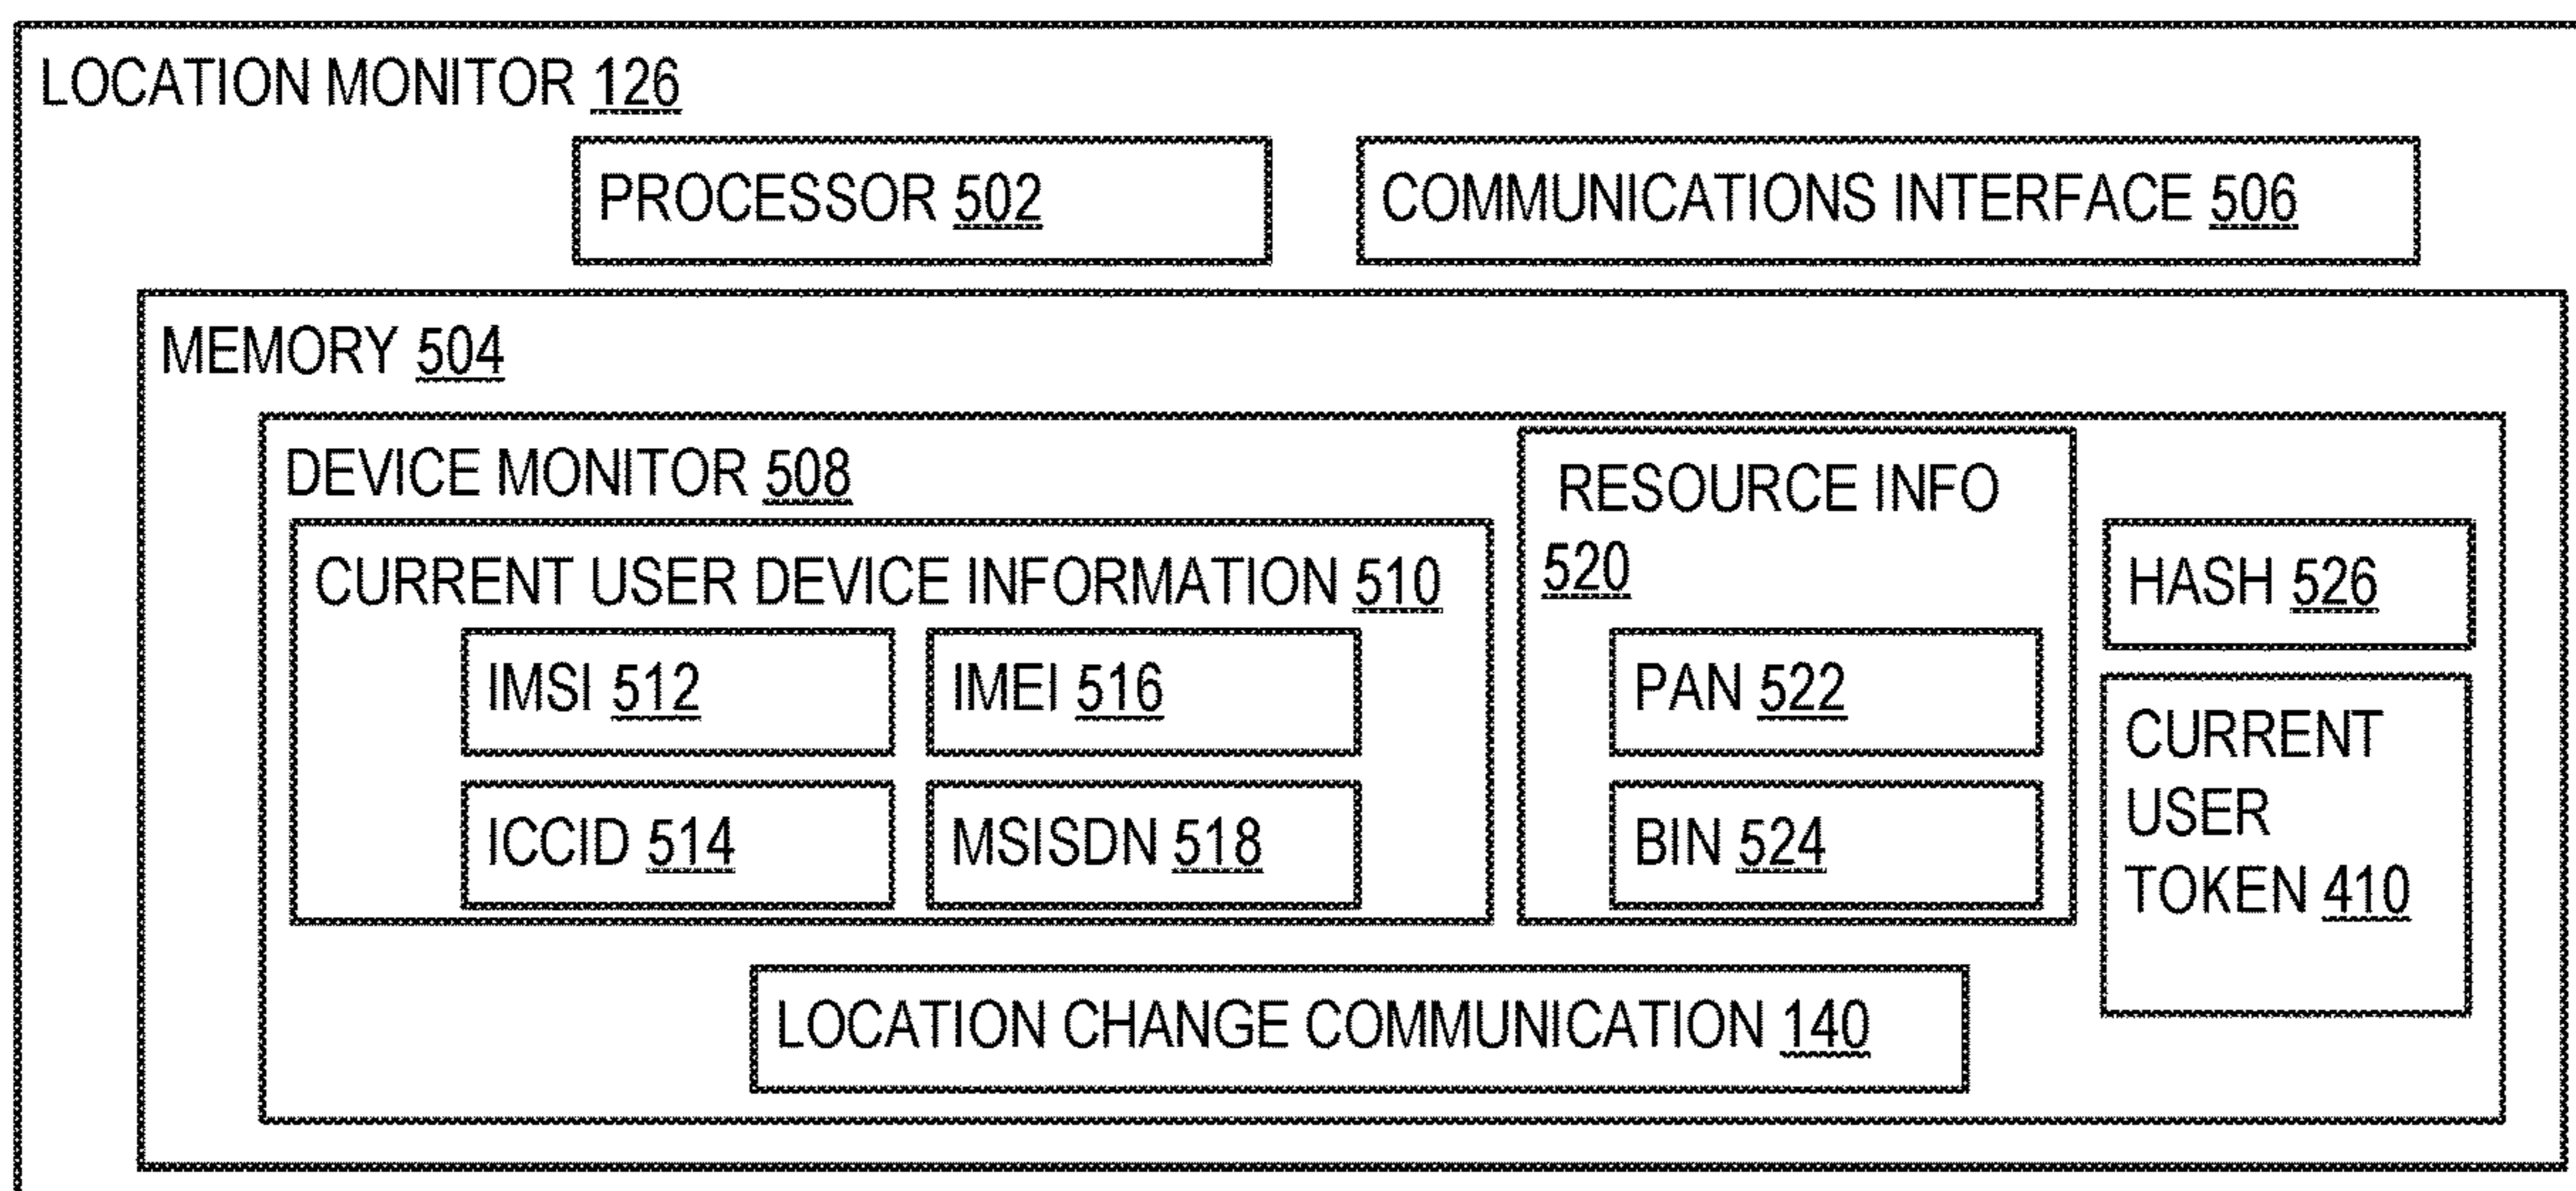 LOCATION MONITOR 126
PROCESSOR 502
COMMUNICATIONS INTERFACE 506
MEMORY 504
DEVICE MONITOR 508
CURRENT USER DEVICE INFORMATION 510
IMSI 512
IMEI 516
ICCID 514
MSISDN 518
RESOURCE INFO
520
PAN 522
BIN 524
HASH 526
CURRENT
USER
TOKEN 410
LOCATION CHANGE COMMUNICATION 140